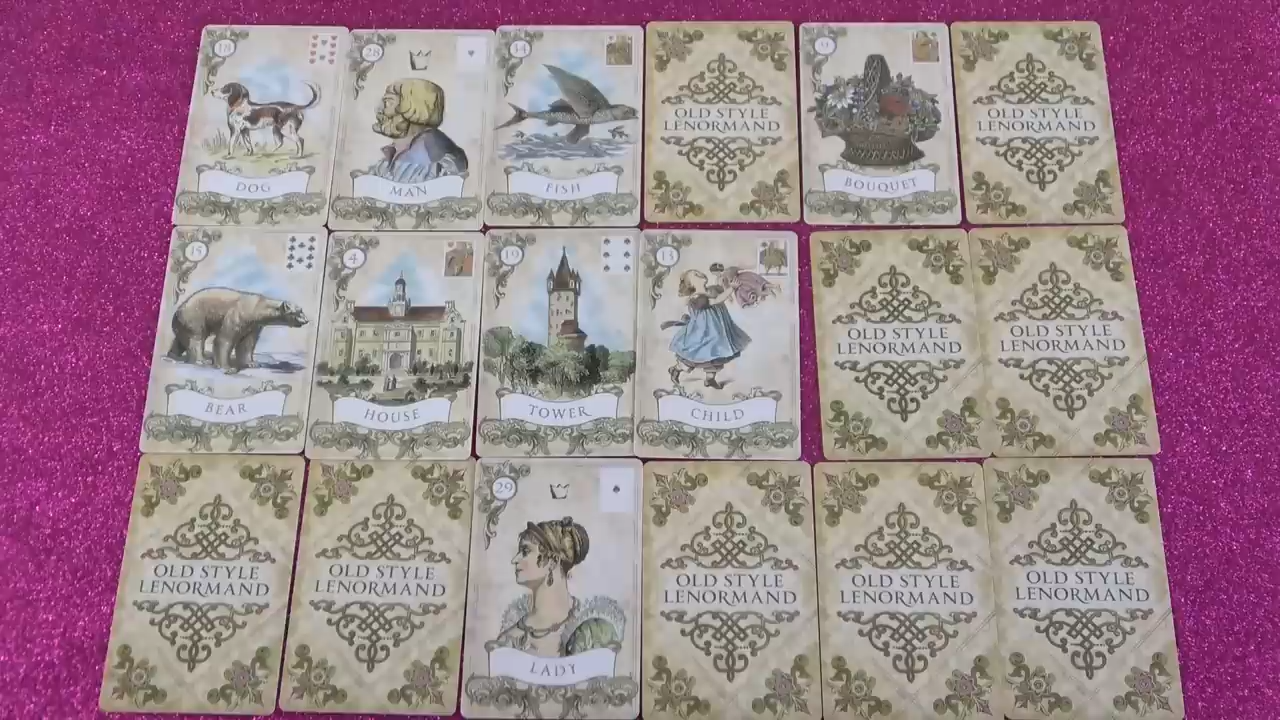 18
DOG
28
MAN
34
FISH
OLD STYLE
LENORMAND
9
BOUQUET
OLD STYLE
LENORMAND
15
BEAR
4
HOUSE
19
TOWER
13
CHILD
OLD STYLE
LENORMAND
OLD STYLE
LENORMAND
OLD STYLE
LENORMAND
OLD STYLE
LENORMAND
29
LADY
OLD STYLE
LENORMAND
OLD STYLE
LENORMAND
OLD STYLE
LENORMAND